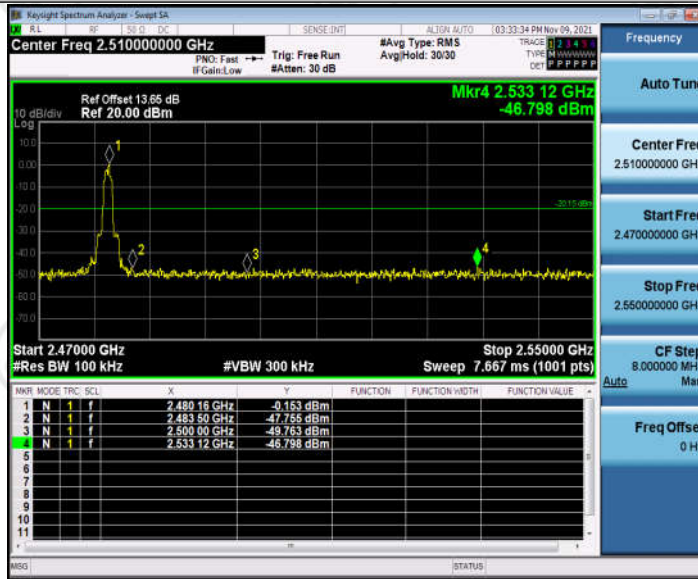 Keysight Spectrum Analyzer - Swept SA
RL RF 50 Ω DC SENSE:INT ALIGN AUTO 03:33:34 PM Nov 09, 2021
Center Freq 2.510000000 GHz
PNO: Fast
IFGain:Low
Trig: Free Run
#Atten: 30 dB
#Avg Type: RMS
Avg|Hold: 30/30
TRACE 1 2 3 4 5 6
TYPE M
DET P P P P P P
Frequency
Auto Tune
Center Freq
2.510000000 GH
Start Freq
2.470000000 GH
Stop Freq
2.550000000 GH
CF Step
8.000000 MH
Auto Man
Freq Offse
0 H
Mkr4 2.533 12 GHz
-46.798 dBm
10 dB/div
Log
Ref Offset 13.65 dB
Ref 20.00 dBm
10.0
0.00
-10.0
-20.0
-30.0
-40.0
-50.0
-60.0
-70.0
1
2
3
4
-20.15 dBm
Start 2.47000 GHz Stop 2.55000 GHz
#Res BW 100 kHz #VBW 300 kHz Sweep 7.667 ms (1001 pts)
MKR MODE TRC SCL X Y FUNCTION FUNCTION WIDTH FUNCTION VALUE
1 N 1 f 2.480 16 GHz -0.153 dBm
2 N 1 f 2.483 50 GHz -47.755 dBm
3 N 1 f 2.500 00 GHz -49.763 dBm
4 N 1 f 2.533 12 GHz -46.798 dBm
5
6
7
8
9
10
11
MSG STATUS